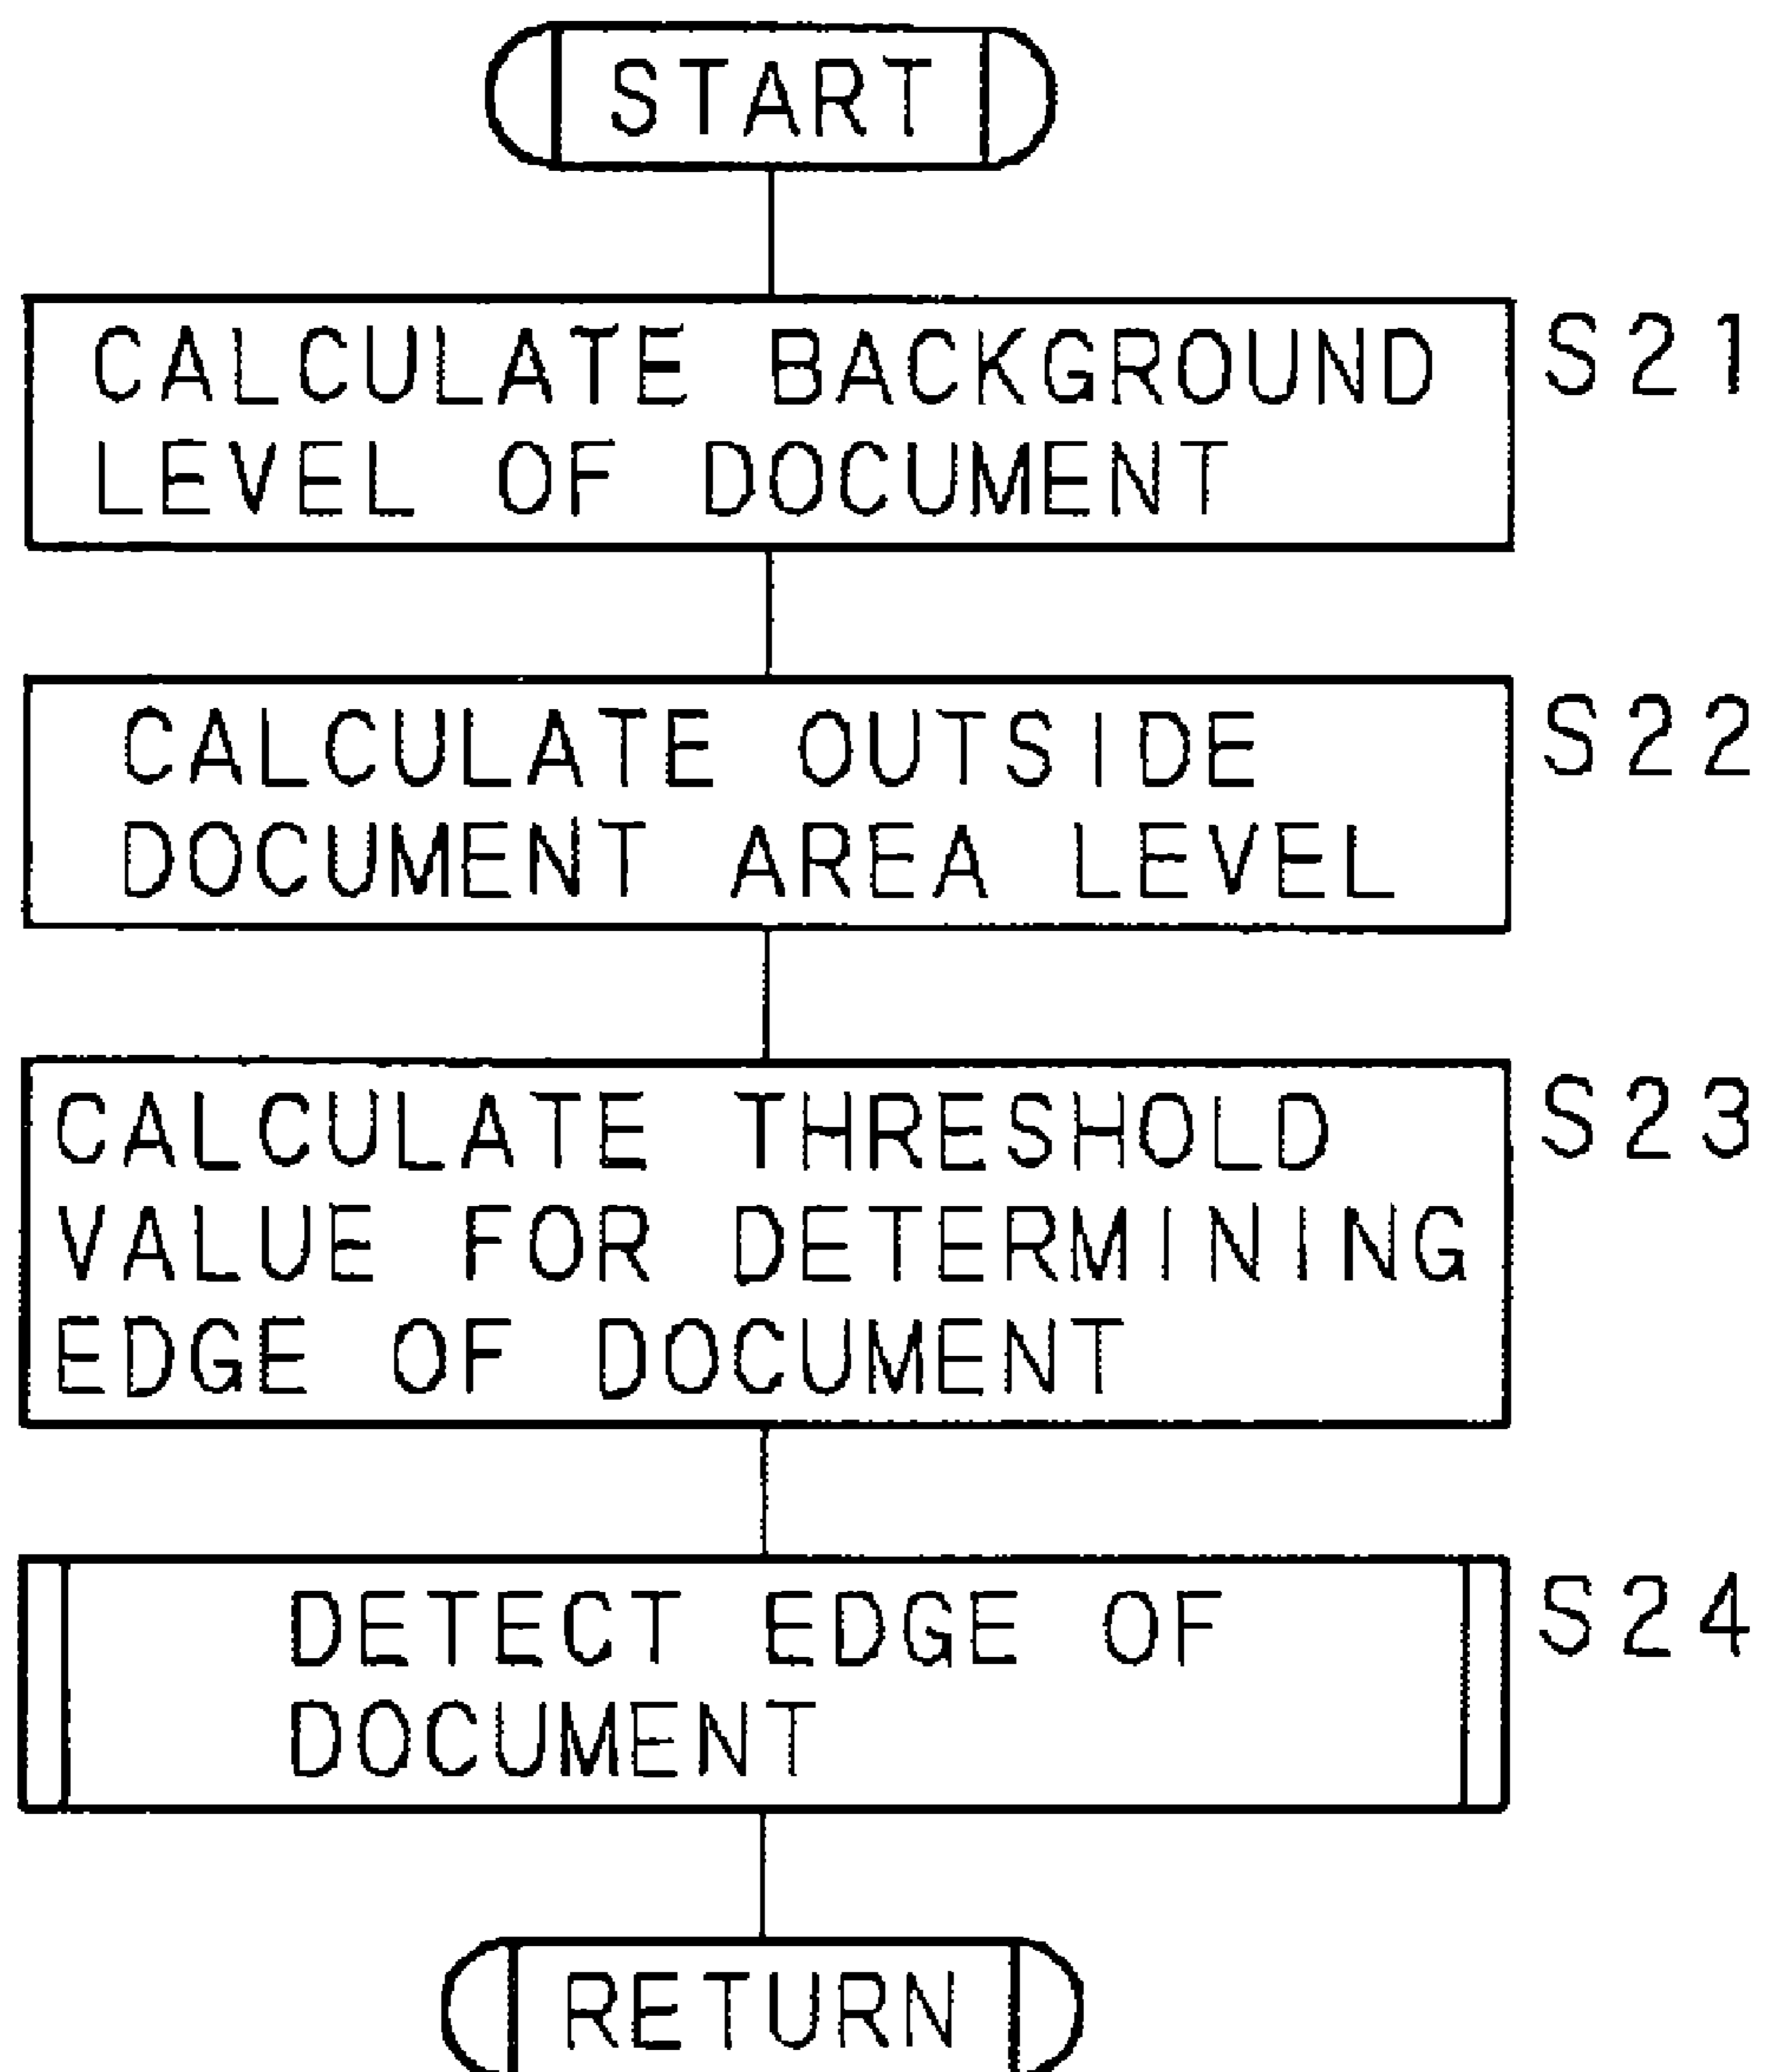 START
CALCULATE BACKGROUND S21
LEVEL OF DOCUMENT
CALCULATE OUTSIDE S22
DOCUMENT AREA LEVEL
CALCULATE THRESHOLD S23
VALUE FOR DETERMINING
EDGE OF DOCUMENT
DETECT EDGE OF S24
DOCUMENT
RETURN